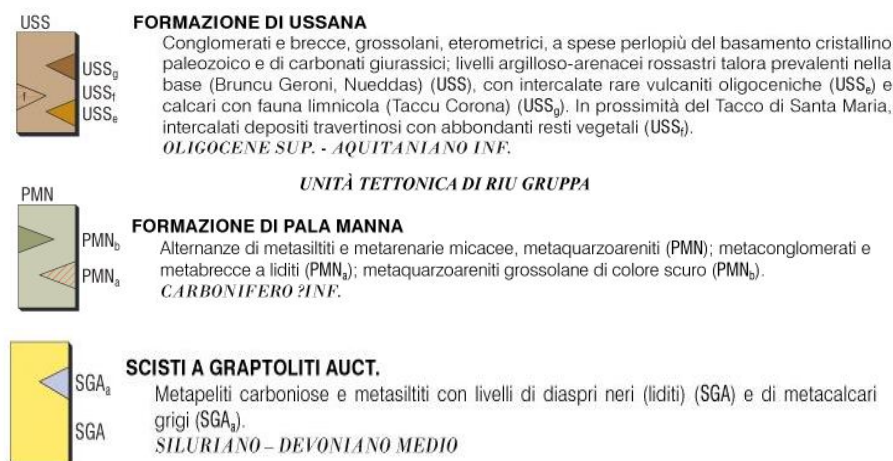 USS
FORMAZIONE DI USSANA
Conglomerati e brecce, grossolani, eterometrici, a spese perlopiù del basamento cristallino
paleozoico e di carbonati giurassici; livelli argilloso-arenacei rossastri talora prevalenti nella
base (Bruncu Geroni, Nueddas) (USS), con intercalate rare vulcaniti oligoceniche (USSe) e
calcari con fauna limnicola (Taccu Corona) (USSg). In prossimità del Tacco di Santa Maria,
intercalati depositi travertinosi con abbondanti resti vegetali (USSf).
OLIGOCENE SUP. - AQUITANIANO INF.
USSg
f
USSf
USSe
UNITÀ TETTONICA DI RIU GRUPPA
PMN
FORMAZIONE DI PALA MANNA
Alternanze di metasiltiti e metarenarie micacee, metaquarzoareniti (PMN); metaconglomerati e
metabrecce a liditi (PMNa); metaquarzoareniti grossolane di colore scuro (PMNb).
CARBONIFERO ?INF.
PMNb
PMNa
SCISTI A GRAPTOLITI AUCT.
Metapeliti carboniose e metasiltiti con livelli di diaspri neri (liditi) (SGA) e di metacalcari
grigi (SGAa).
SILURIANO – DEVONIANO MEDIO
SGAa
SGA